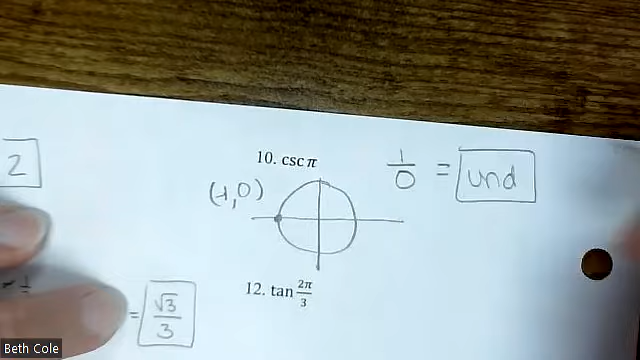 2
10. csc π
1/0 = und
(-1,0)
= √3/3
12. tan 2π/3
Beth Cole